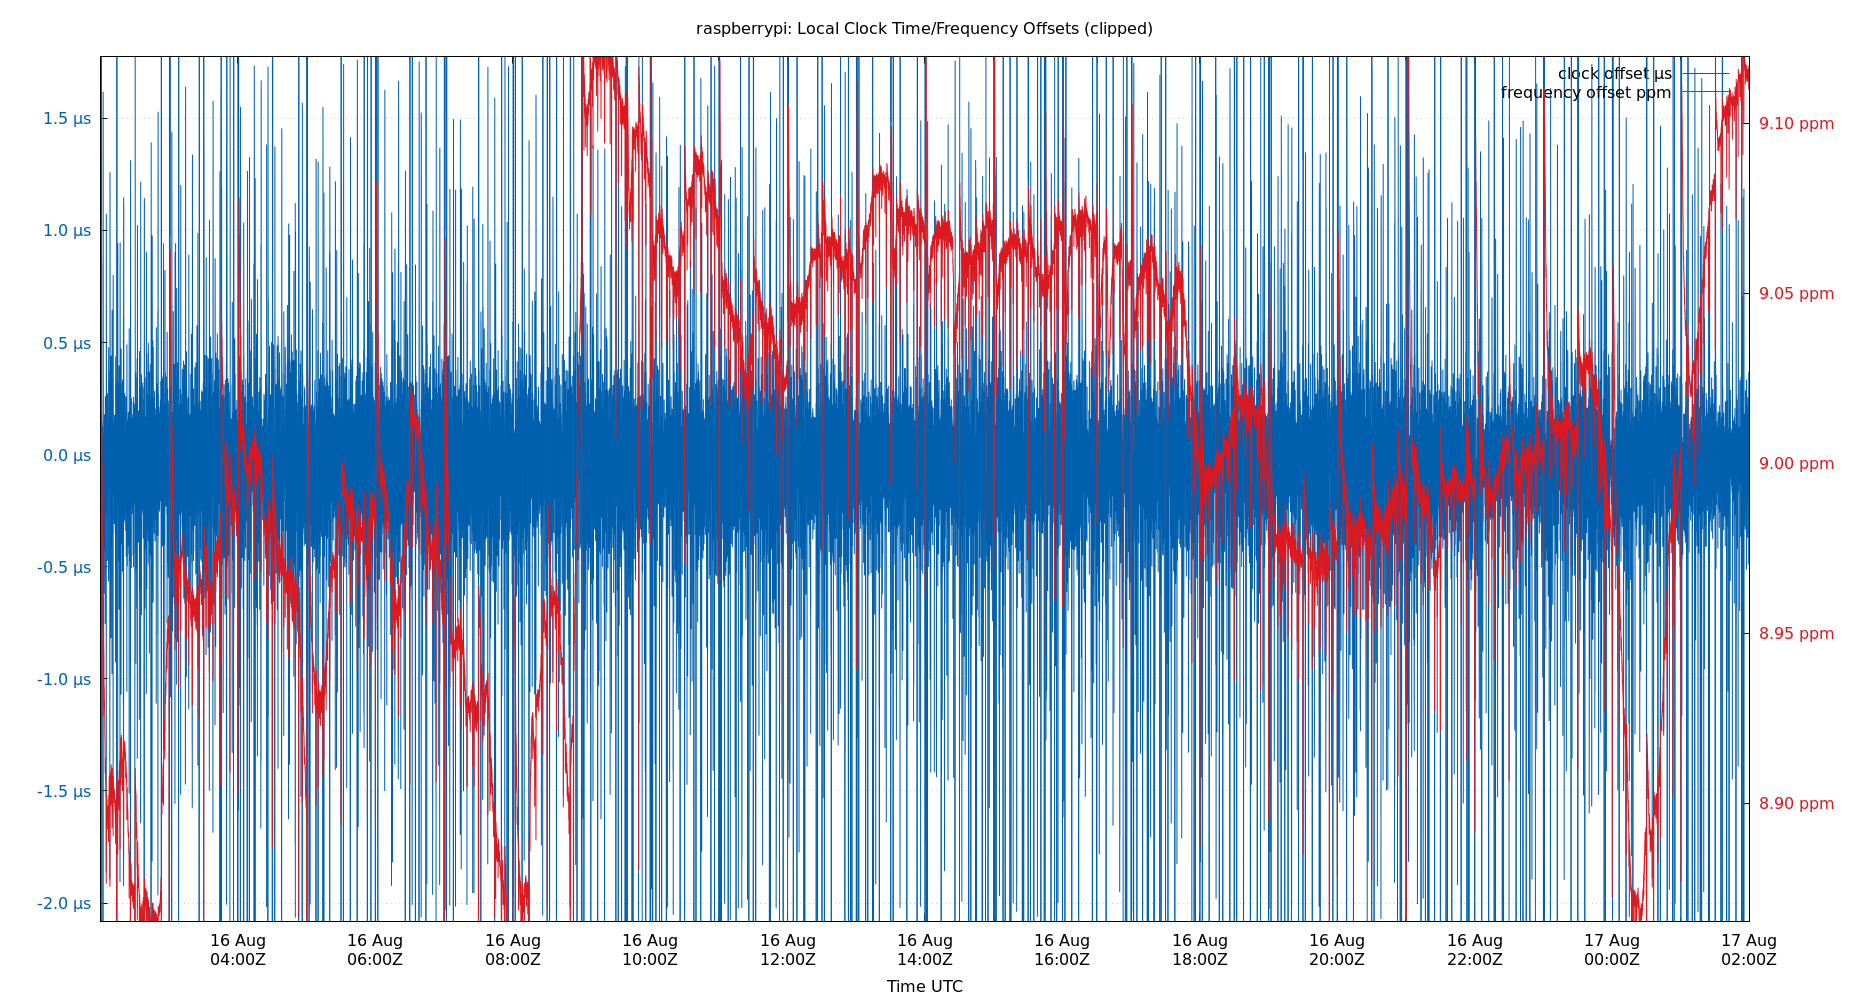 raspberrypi: Local Clock Time/Frequency Offsets (clipped)
clock offset µs
frequency offset ppm
1.5 µs
1.0 µs
0.5 µs
0.0 µs
-0.5 µs
-1.0 µs
-1.5 µs
-2.0 µs
9.10 ppm
9.05 ppm
9.00 ppm
8.95 ppm
8.90 ppm
16 Aug 04:00Z
16 Aug 06:00Z
16 Aug 08:00Z
16 Aug 10:00Z
16 Aug 12:00Z
16 Aug 14:00Z
16 Aug 16:00Z
16 Aug 18:00Z
16 Aug 20:00Z
16 Aug 22:00Z
17 Aug 00:00Z
17 Aug 02:00Z
Time UTC